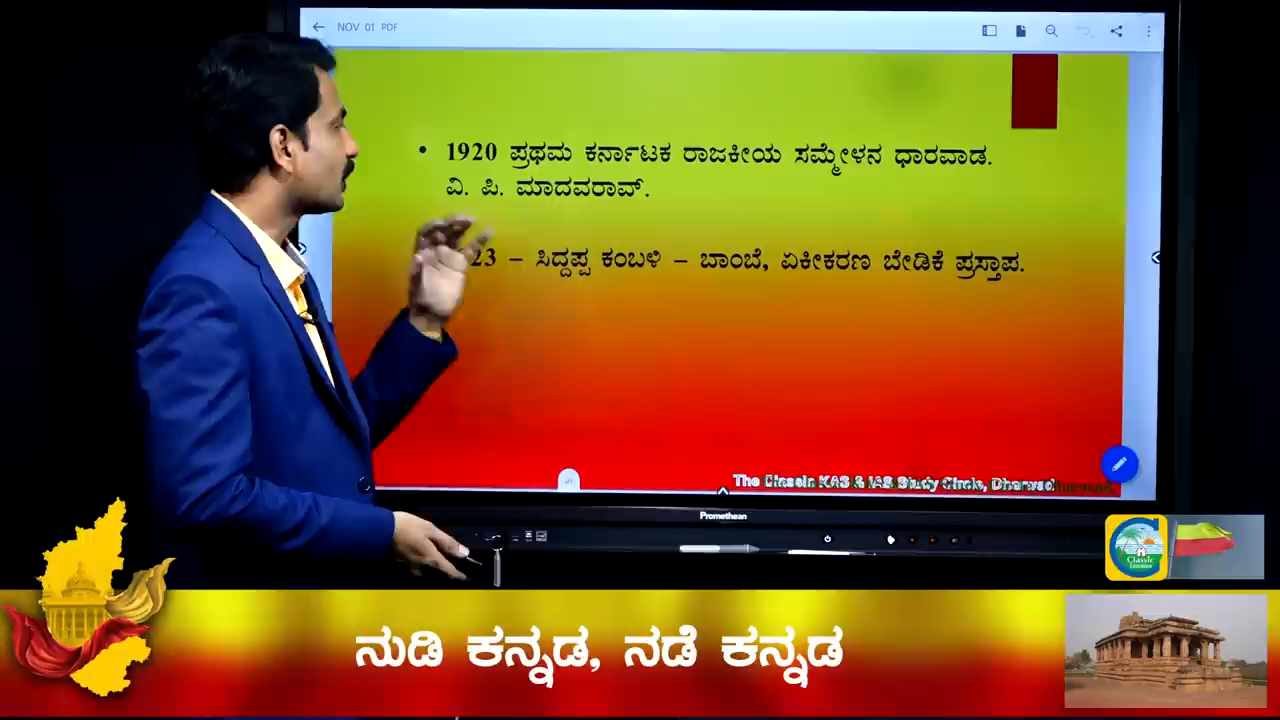 NOV 01 PDF
• 1920 ಪ್ರಥಮ ಕರ್ನಾಟಕ ರಾಜಕೀಯ ಸಮ್ಮೇಳನ ಧಾರವಾಡ.
ವಿ. ಪಿ. ಮಾದವರಾವ್.
23 – ಸಿದ್ದಪ್ಪ ಕಂಬಳಿ – ಬಾಂಬೆ, ಏಕೀಕರಣ ಬೇಡಿಕೆ ಪ್ರಸ್ತಾಪ.
The Classic KAS & IAS Study Circle, Dharwad
Promethean
Classic
ನುಡಿ ಕನ್ನಡ, ನಡೆ ಕನ್ನಡ